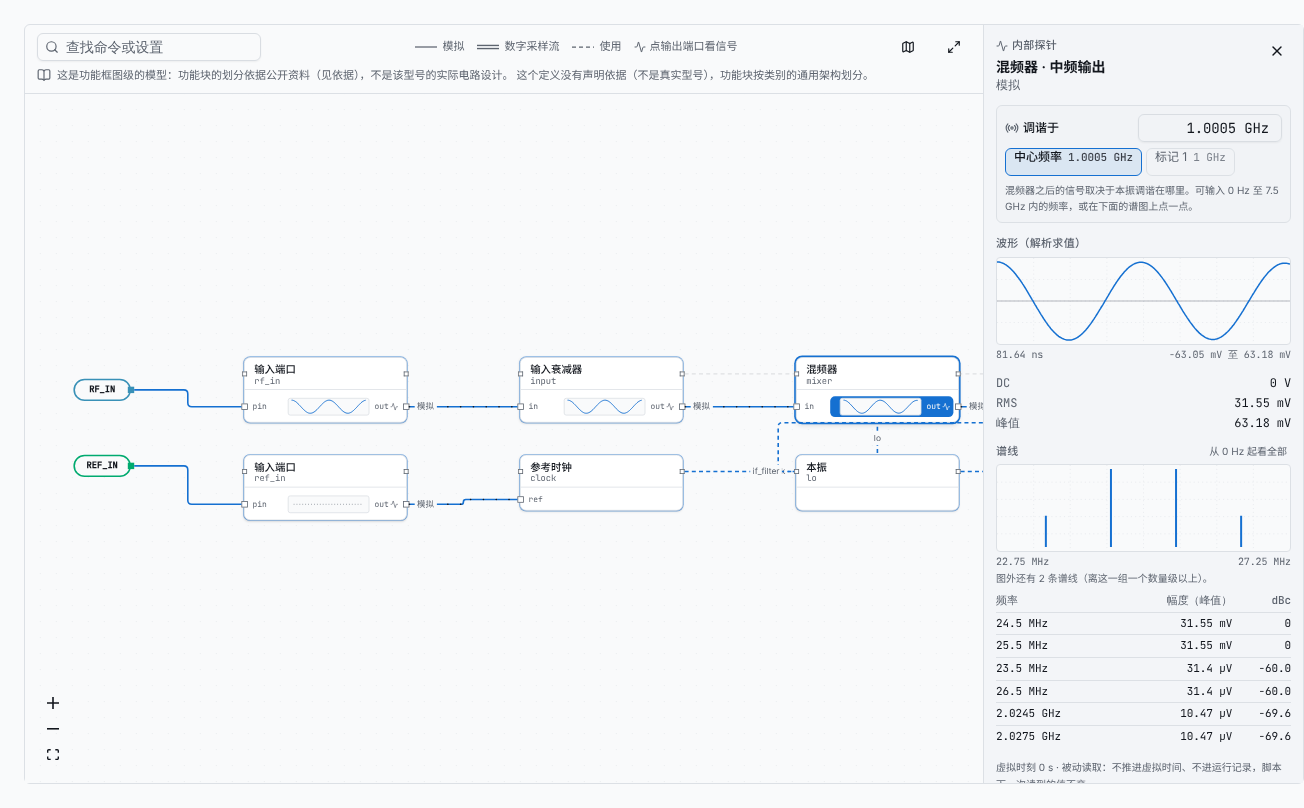 查找命令或设置
模拟
数字采样流
使用
点输出端口看信号
这是功能框图级的模型：功能块的划分依据公开资料（见依据），不是该型号的实际电路设计。 这个定义没有声明依据（不是真实型号），功能块按类别的通用架构划分。
RF_IN
输入端口
rf_in
pin
out
模拟
输入衰减器
input
in
out
模拟
混频器
mixer
in
out
模拟
lo
REF_IN
输入端口
ref_in
pin
out
模拟
参考时钟
clock
ref
if_filter
本振
lo
内部探针
混频器 · 中频输出
模拟
调谐于
1.0005 GHz
中心频率 1.0005 GHz
标记 1 1 GHz
混频器之后的信号取决于本振调谐在哪里。可输入 0 Hz 至 7.5
GHz 内的频率，或在下面的谱图上点一点。
波形（解析求值）
81.64 ns
-63.05 mV 至 63.18 mV
DC 0 V
RMS 31.55 mV
峰值 63.18 mV
谱线
从 0 Hz 起看全部
22.75 MHz
27.25 MHz
图外还有 2 条谱线（离这一组一个数量级以上）。
频率 幅度（峰值） dBc
24.5 MHz 31.55 mV 0
25.5 MHz 31.55 mV 0
23.5 MHz 31.4 µV -60.0
26.5 MHz 31.4 µV -60.0
2.0245 GHz 10.47 µV -69.6
2.0275 GHz 10.47 µV -69.6
虚拟时刻 0 s · 被动读取：不推进虚拟时间、不进运行记录，脚本